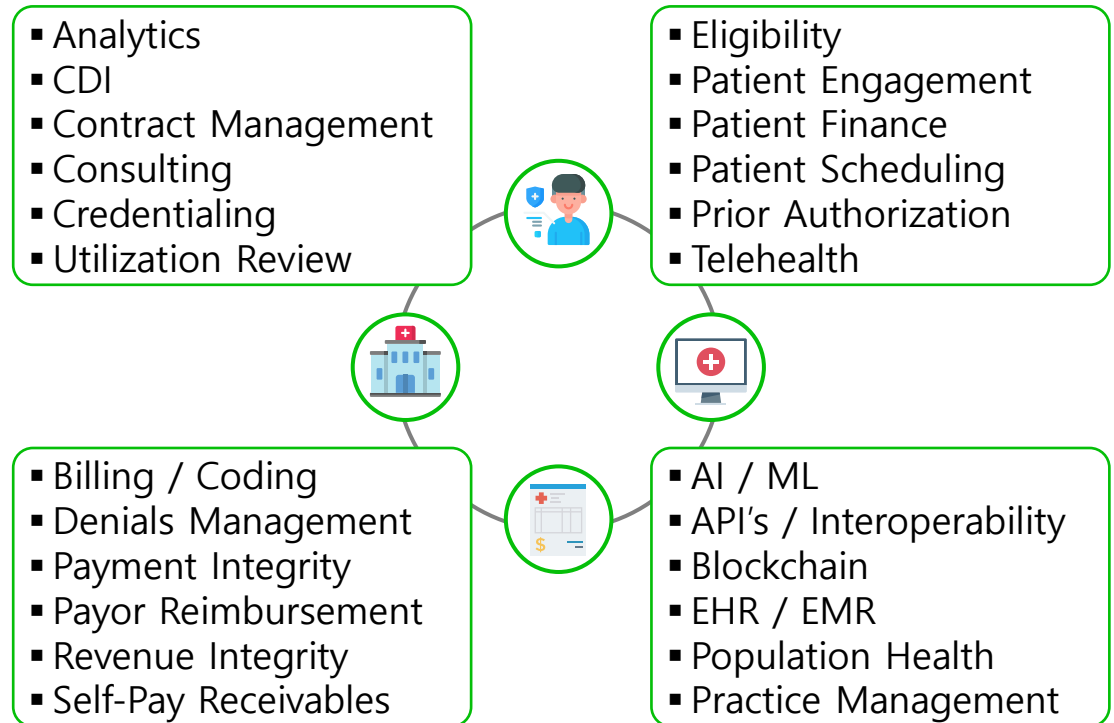 ▪ Analytics
▪ CDI
▪ Contract Management
▪ Consulting
▪ Credentialing
▪ Utilization Review
▪ Eligibility
▪ Patient Engagement
▪ Patient Finance
▪ Patient Scheduling
▪ Prior Authorization
▪ Telehealth
▪ Billing / Coding
▪ Denials Management
▪ Payment Integrity
▪ Payor Reimbursement
▪ Revenue Integrity
▪ Self-Pay Receivables
$
▪ AI / ML
▪ API's / Interoperability
▪ Blockchain
▪ EHR / EMR
▪ Population Health
▪ Practice Management